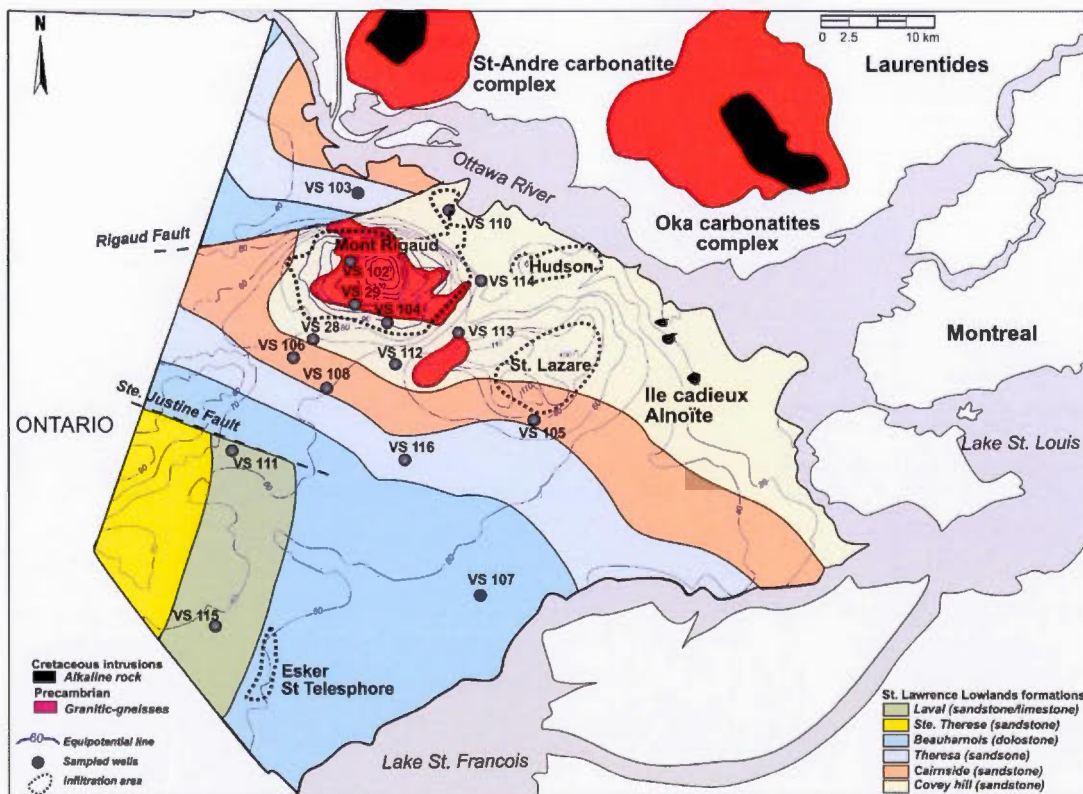 N
0 2.5 10 km
St-Andre carbonatite
complex
Laurentides
Ottawa River
VS 103
VS 110
Oka carbonatites
complex
Rigaud Fault
Mont Rigaud
Hudson
VS 102
VS 114
VS 29
VS 104
VS 113
Montreal
VS 28
VS 106
VS 112
St. Lazare
VS 108
Ile cadieux
Alnoïte
Ste. Justine Fault
ONTARIO
VS 105
Lake St. Louis
VS 116
VS 111
VS 107
VS 115
Esker
St Telesphore
Lake St. Francois
Cretaceous intrusions
Alkaline rock
Precambrian
Granitic-gneisses
60 Equipotential line
Sampled wells
Infiltration area
St. Lawrence Lowlands formations
Laval (sandstone/limestone)
Ste. Therese (sandstone)
Beauharnois (dolostone)
Theresa (sandsone)
Cairnside (sandstone)
Covey hill (sandstone)